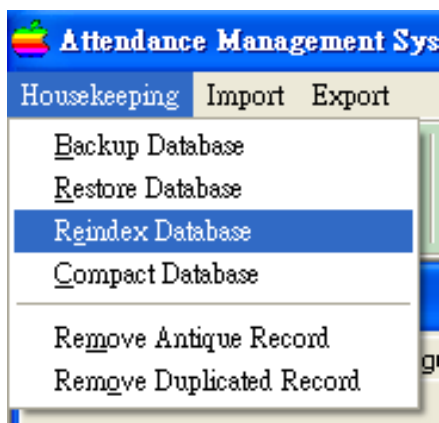 Attendance Management Sys
Housekeeping Import Export
Backup Database
Restore Database
Reindex Database
Compact Database
Remove Antique Record
Remove Duplicated Record